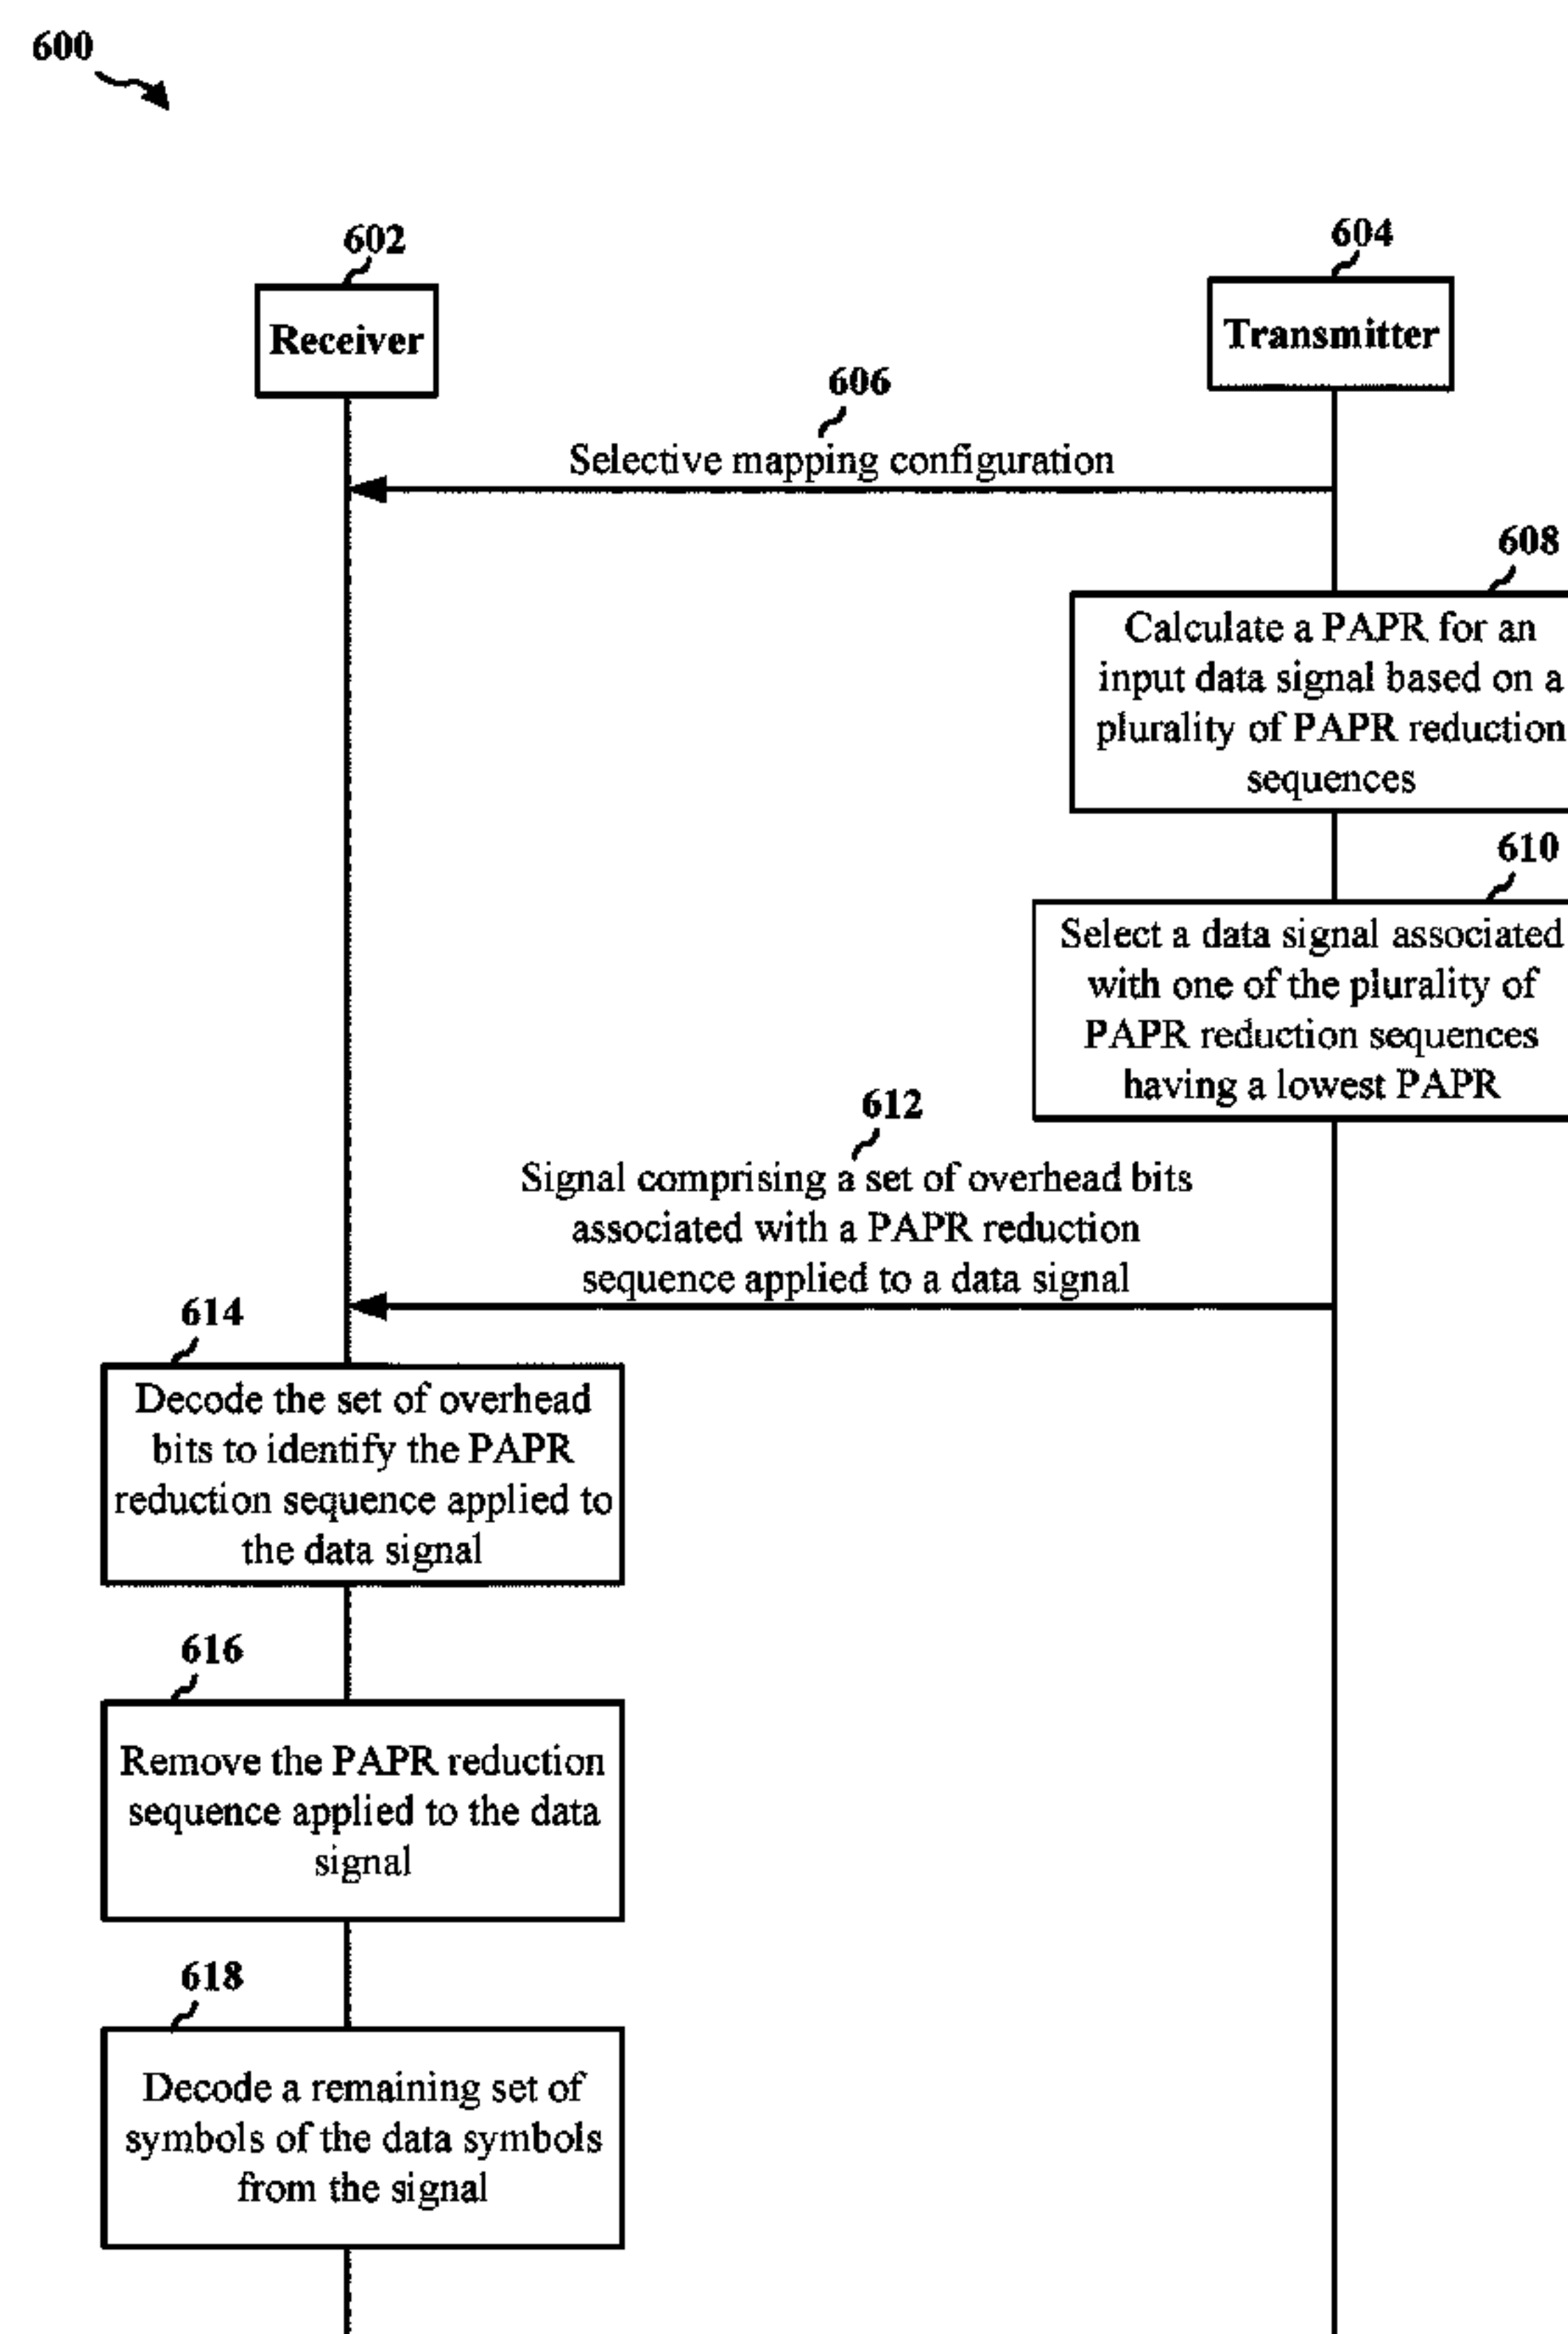 600
602
604
Receiver
Transmitter
606
Selective mapping configuration
608
Calculate a PAPR for an
input data signal based on a
plurality of PAPR reduction
sequences
610
Select a data signal associated
with one of the plurality of
PAPR reduction sequences
having a lowest PAPR
612
Signal comprising a set of overhead bits
associated with a PAPR reduction
sequence applied to a data signal
614
Decode the set of overhead
bits to identify the PAPR
reduction sequence applied to
the data signal
616
Remove the PAPR reduction
sequence applied to the data
signal
618
Decode a remaining set of
symbols of the data symbols
from the signal